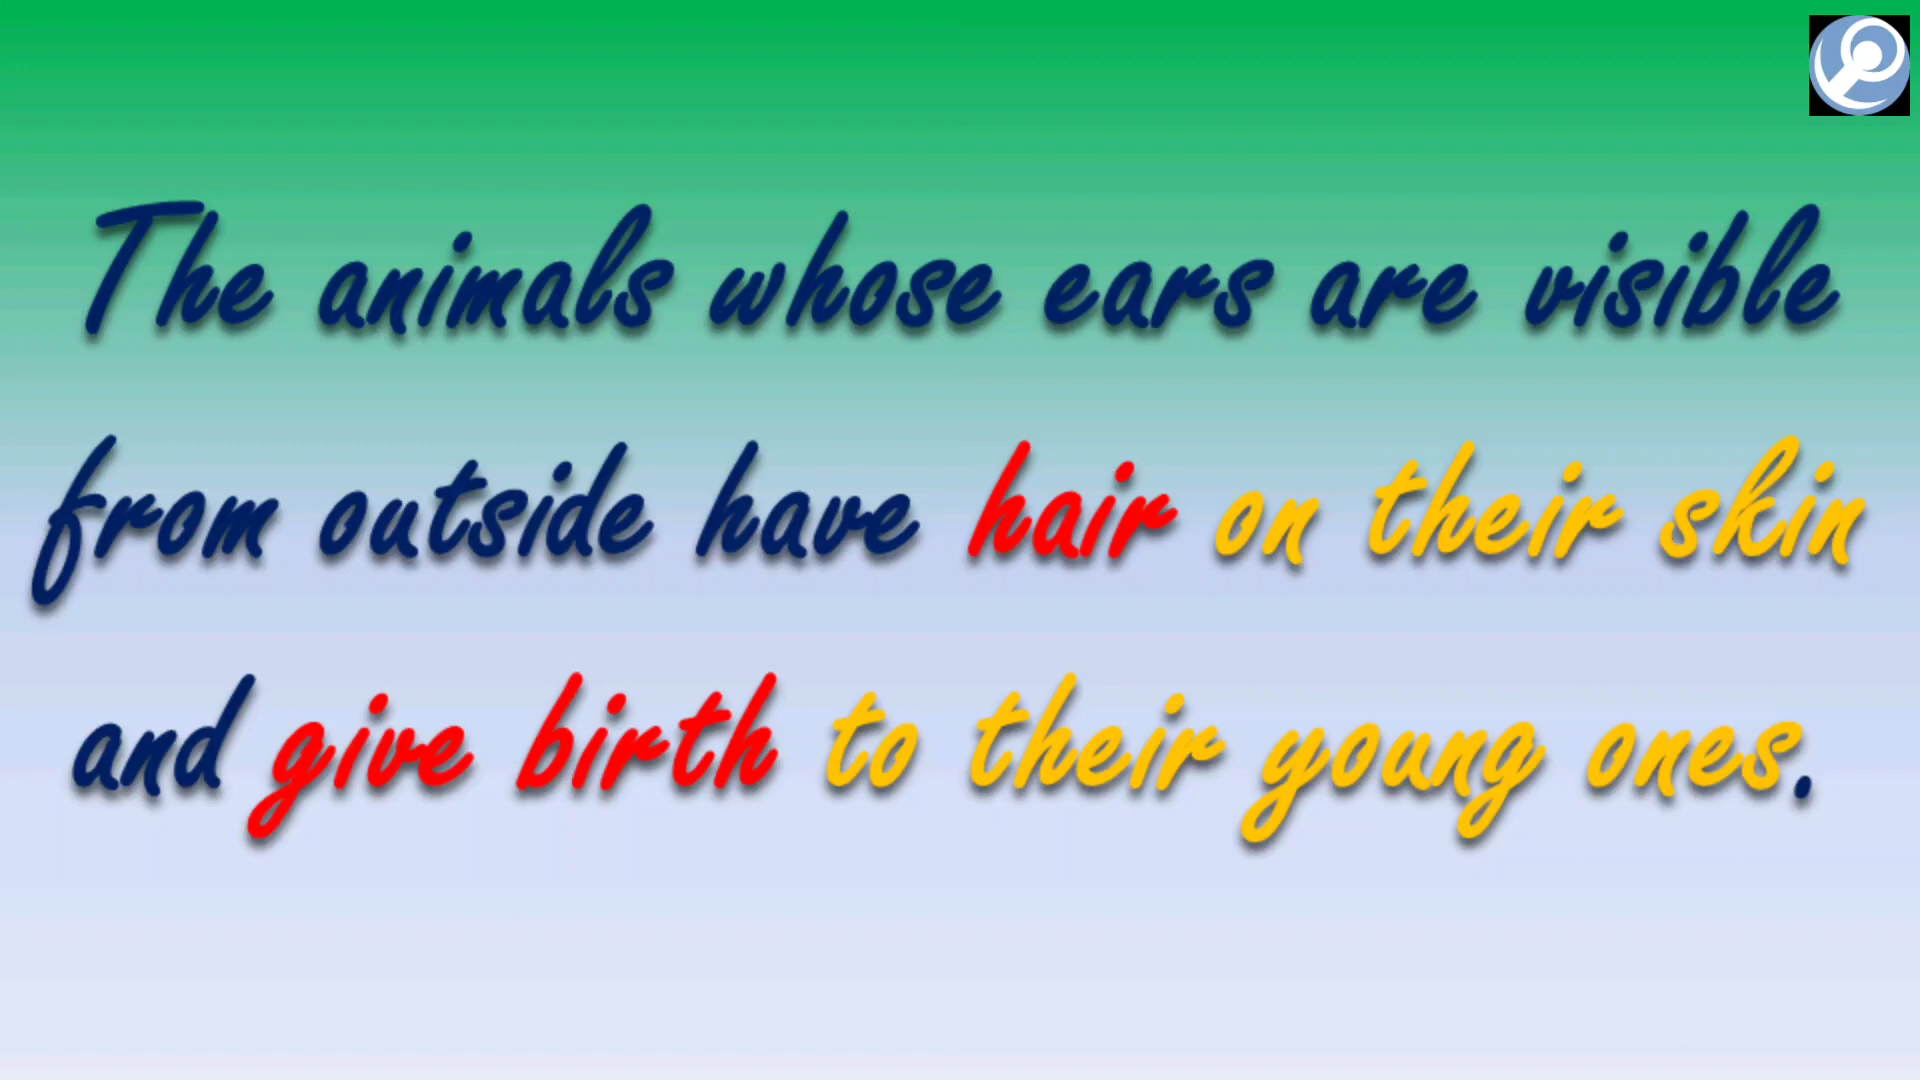 The animals whose ears are visible
from outside have hair on their skin
and give birth to their young ones.